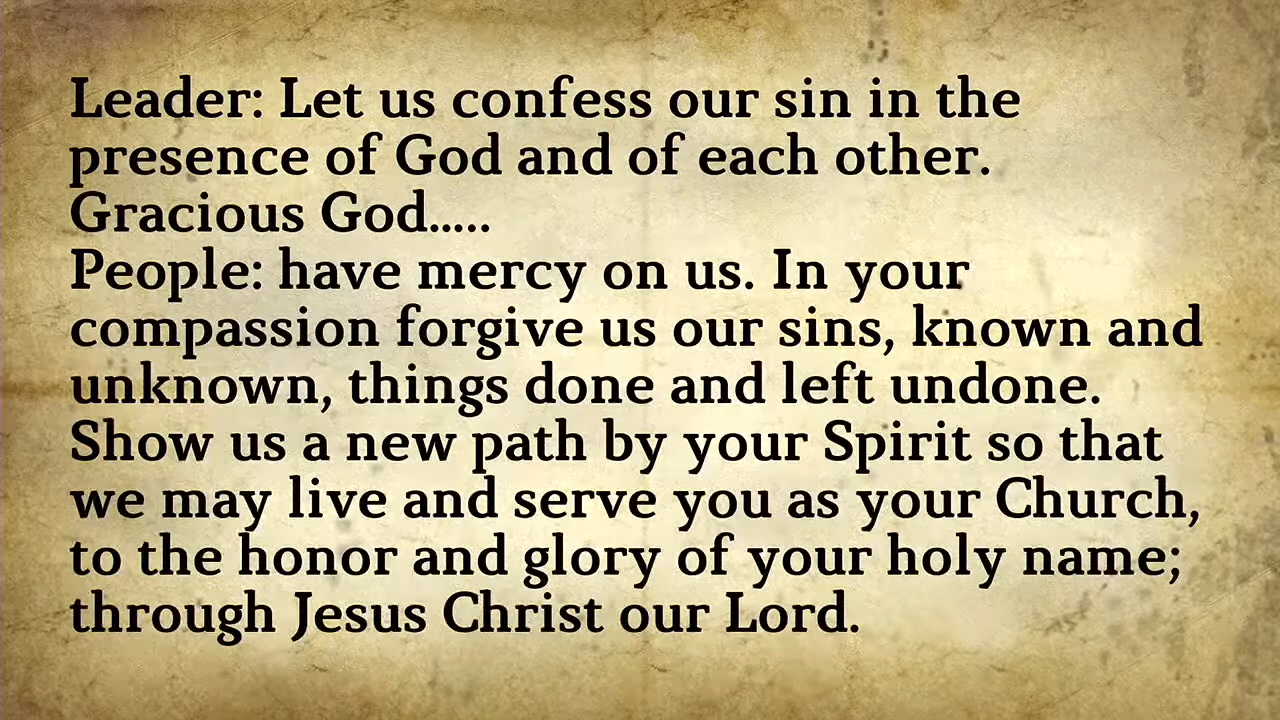 Leader: Let us confess our sin in the
presence of God and of each other.
Gracious God.....
People: have mercy on us. In your
compassion forgive us our sins, known and
unknown, things done and left undone.
Show us a new path by your Spirit so that
we may live and serve you as your Church,
to the honor and glory of your holy name;
through Jesus Christ our Lord.